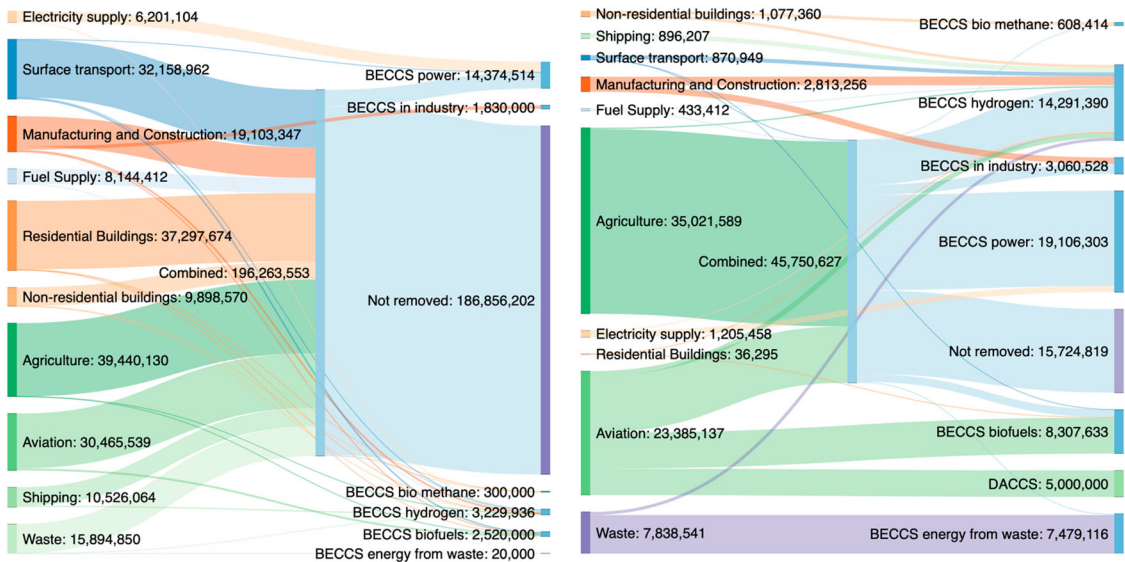 Electricity supply: 6,201,104
Surface transport: 32,158,962
BECCS power: 14,374,514
BECCS in industry: 1,830,000
Manufacturing and Construction: 19,103,347
Fuel Supply: 8,144,412
Residential Buildings: 37,297,674
Combined: 196,263,553
Non-residential buildings: 9,898,570
Not removed: 186,856,202
Agriculture: 39,440,130
Aviation: 30,465,539
Shipping: 10,526,064
Waste: 15,894,850
BECCS bio methane: 300,000
BECCS hydrogen: 3,229,936
BECCS biofuels: 2,520,000
BECCS energy from waste: 20,000
Non-residential buildings: 1,077,360
Shipping: 896,207
Surface transport: 870,949
Manufacturing and Construction: 2,813,256
Fuel Supply: 433,412
Agriculture: 35,021,589
Combined: 45,750,627
Electricity supply: 1,205,458
Residential Buildings: 36,295
Aviation: 23,385,137
Waste: 7,838,541
BECCS bio methane: 608,414
BECCS hydrogen: 14,291,390
BECCS in industry: 3,060,528
BECCS power: 19,106,303
Not removed: 15,724,819
BECCS biofuels: 8,307,633
DACCS: 5,000,000
BECCS energy from waste: 7,479,116